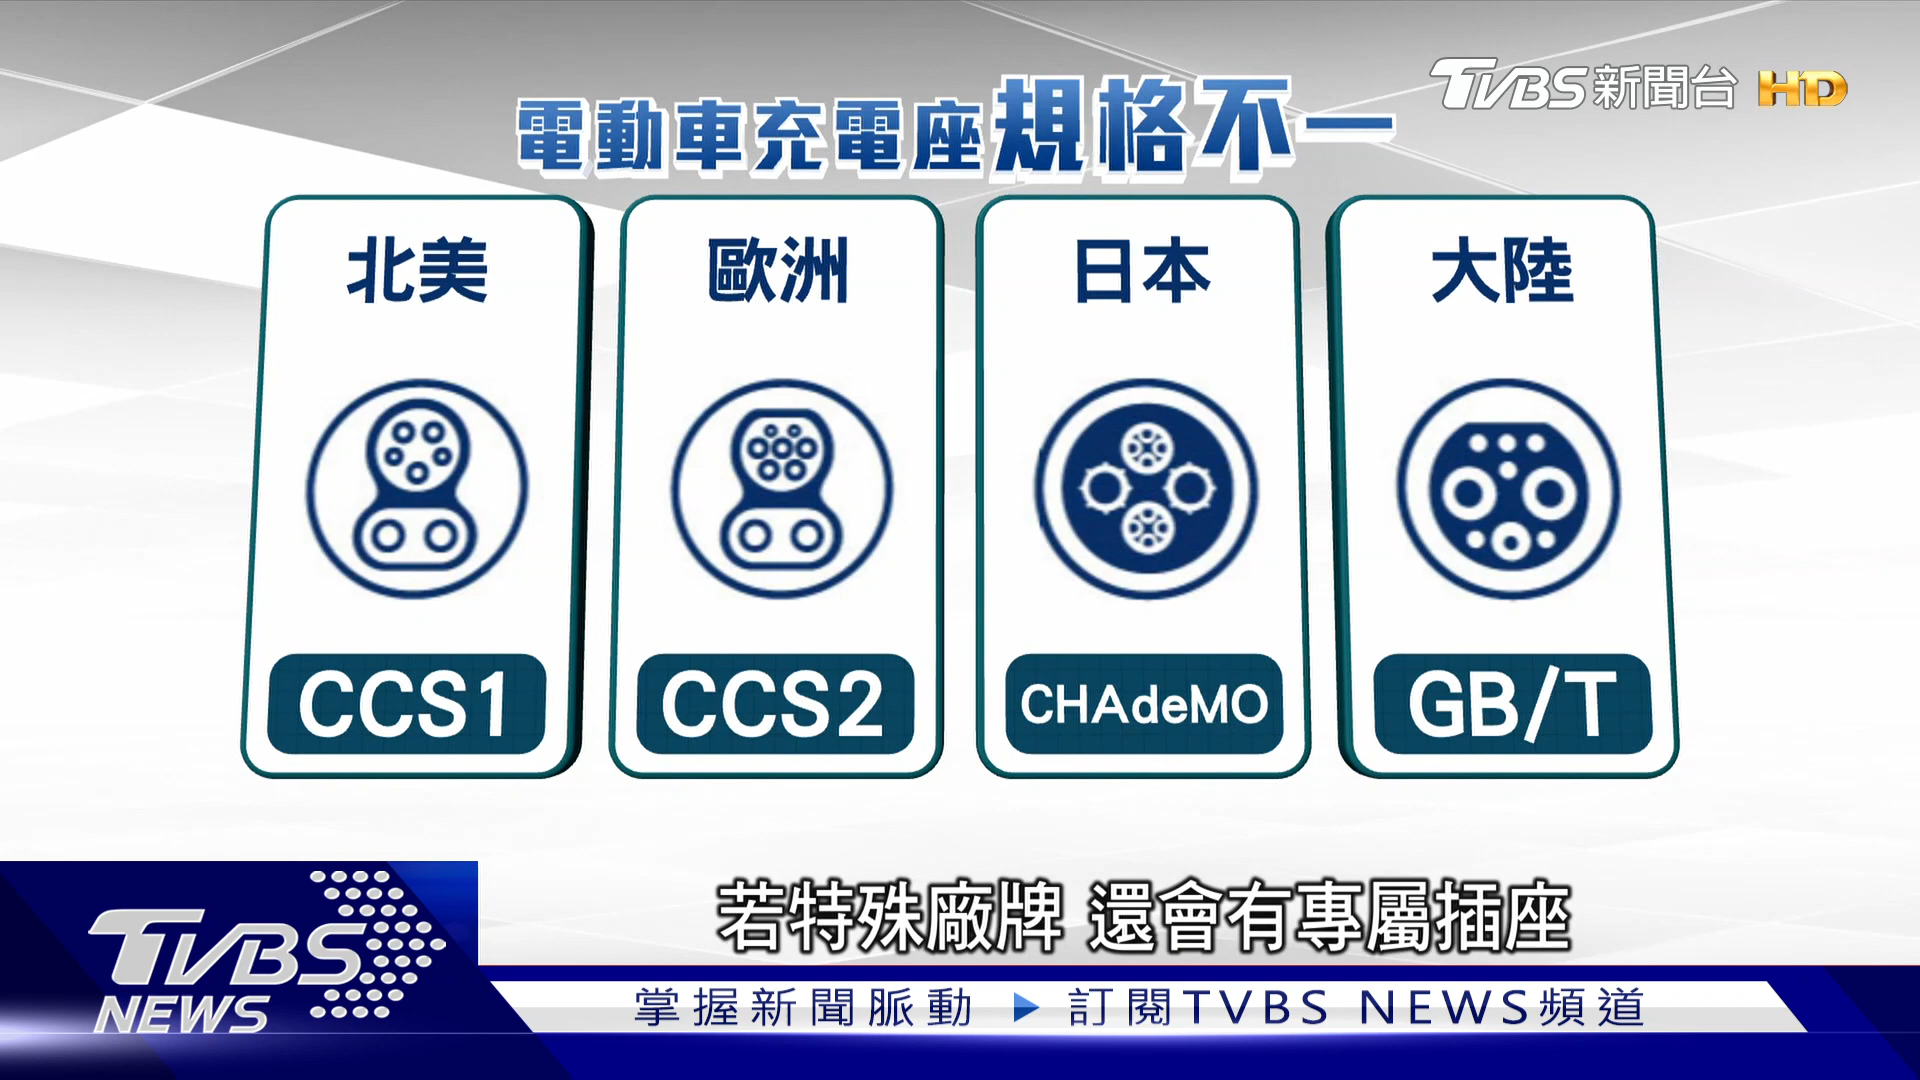 TVBS新聞台 HD
電動車充電座規格不一
北美
歐洲
日本
大陸
CCS1
CCS2
CHAdeMO
GB/T
若特殊廠牌 還會有專屬插座
TVBS
NEWS
掌握新聞脈動 ▶ 訂閱TVBS NEWS頻道